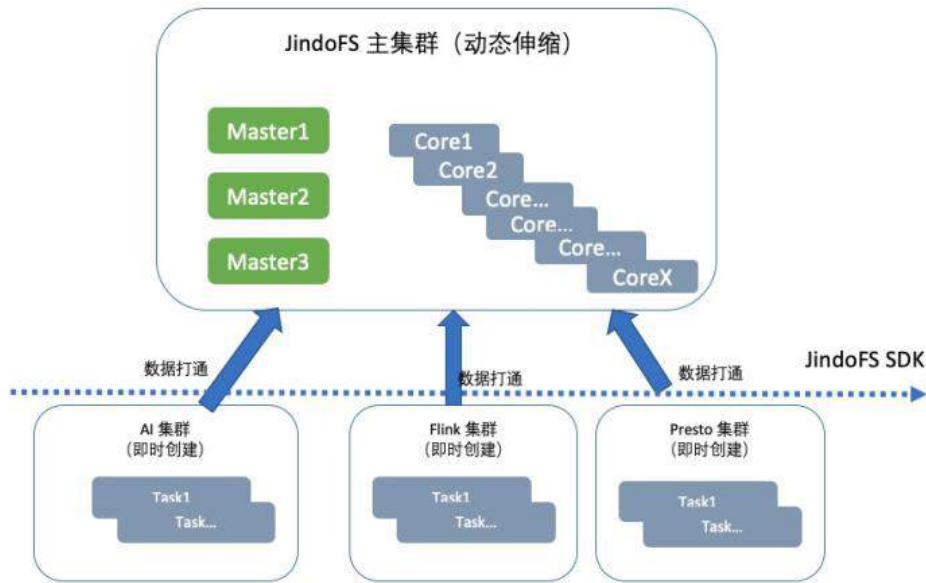 JindoFS 主集群（动态伸缩）
Master1
Master2
Master3
Core1
Core2
Core...
Core...
Core...
CoreX
数据打通
数据打通
数据打通
JindoFS SDK
AI 集群
（即时创建）
Task1
Task...
Flink 集群
（即时创建）
Task1
Task...
Presto 集群
（即时创建）
Task1
Task...